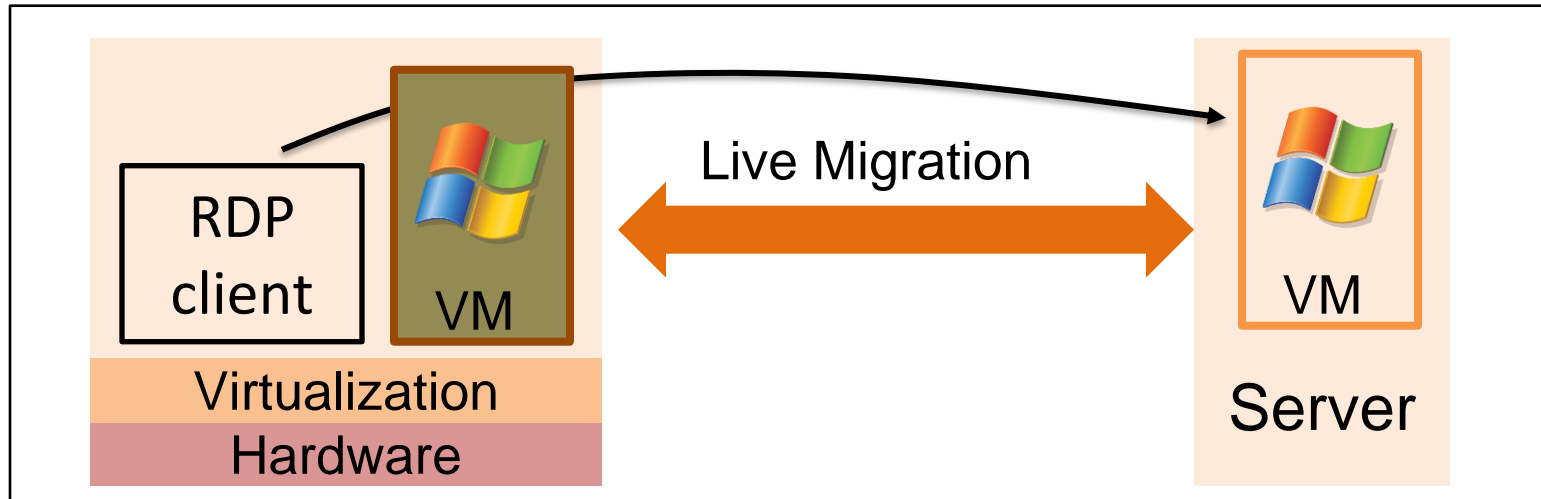 RDP
client
VM
Virtualization
Hardware
Live Migration
VM
Server